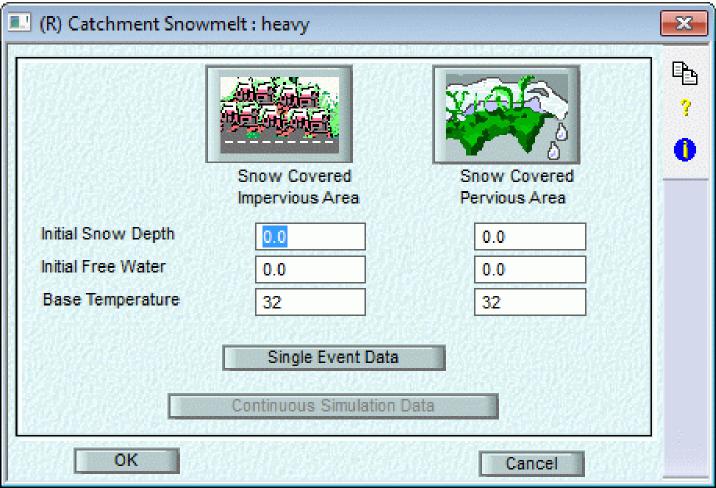 (R) Catchment Snowmelt : heavy
Snow Covered
Impervious Area
Snow Covered
Pervious Area
Initial Snow Depth 0.0 0.0
Initial Free Water 0.0 0.0
Base Temperature 32 32
Single Event Data
Continuous Simulation Data
OK Cancel